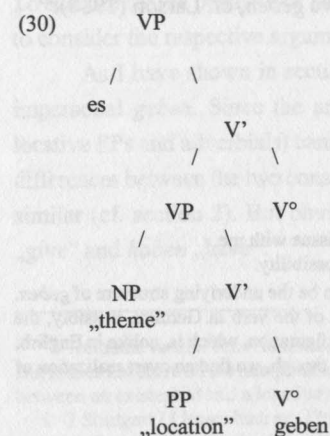 (30) VP
/ \
es
V'
/ \
VP V°
/ \
NP V'
„theme"
/ \
PP V°
„location" geben